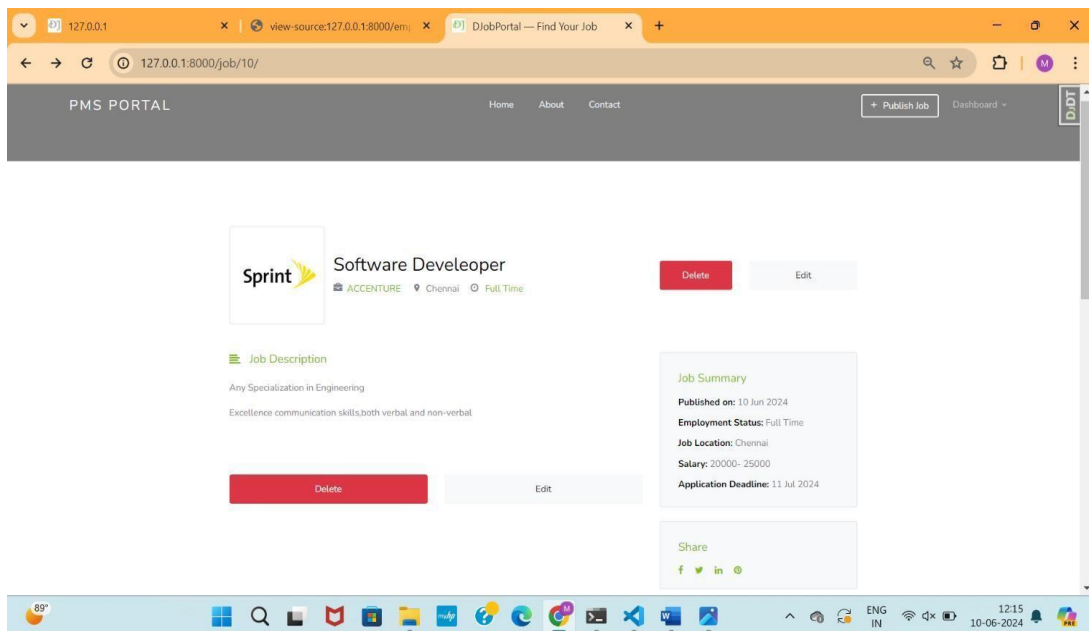 127.0.0.1
view-source:127.0.0.1:8000/em
DJobPortal — Find Your Job
127.0.0.1:8000/job/10/
M
PMS PORTAL
Home About Contact
+ Publish Job
Dashboard
DJDT
Sprint
Software Develeoper
ACCENTURE Chennai Full Time
Delete Edit
Job Description
Any Specialization in Engineering
Excellence communication skills,both verbal and non-verbal
Delete Edit
Job Summary
Published on: 10 Jun 2024
Employment Status: Full Time
Job Location: Chennai
Salary: 20000- 25000
Application Deadline: 11 Jul 2024
Share
89°
ENG
IN
12:15
10-06-2024
PRE